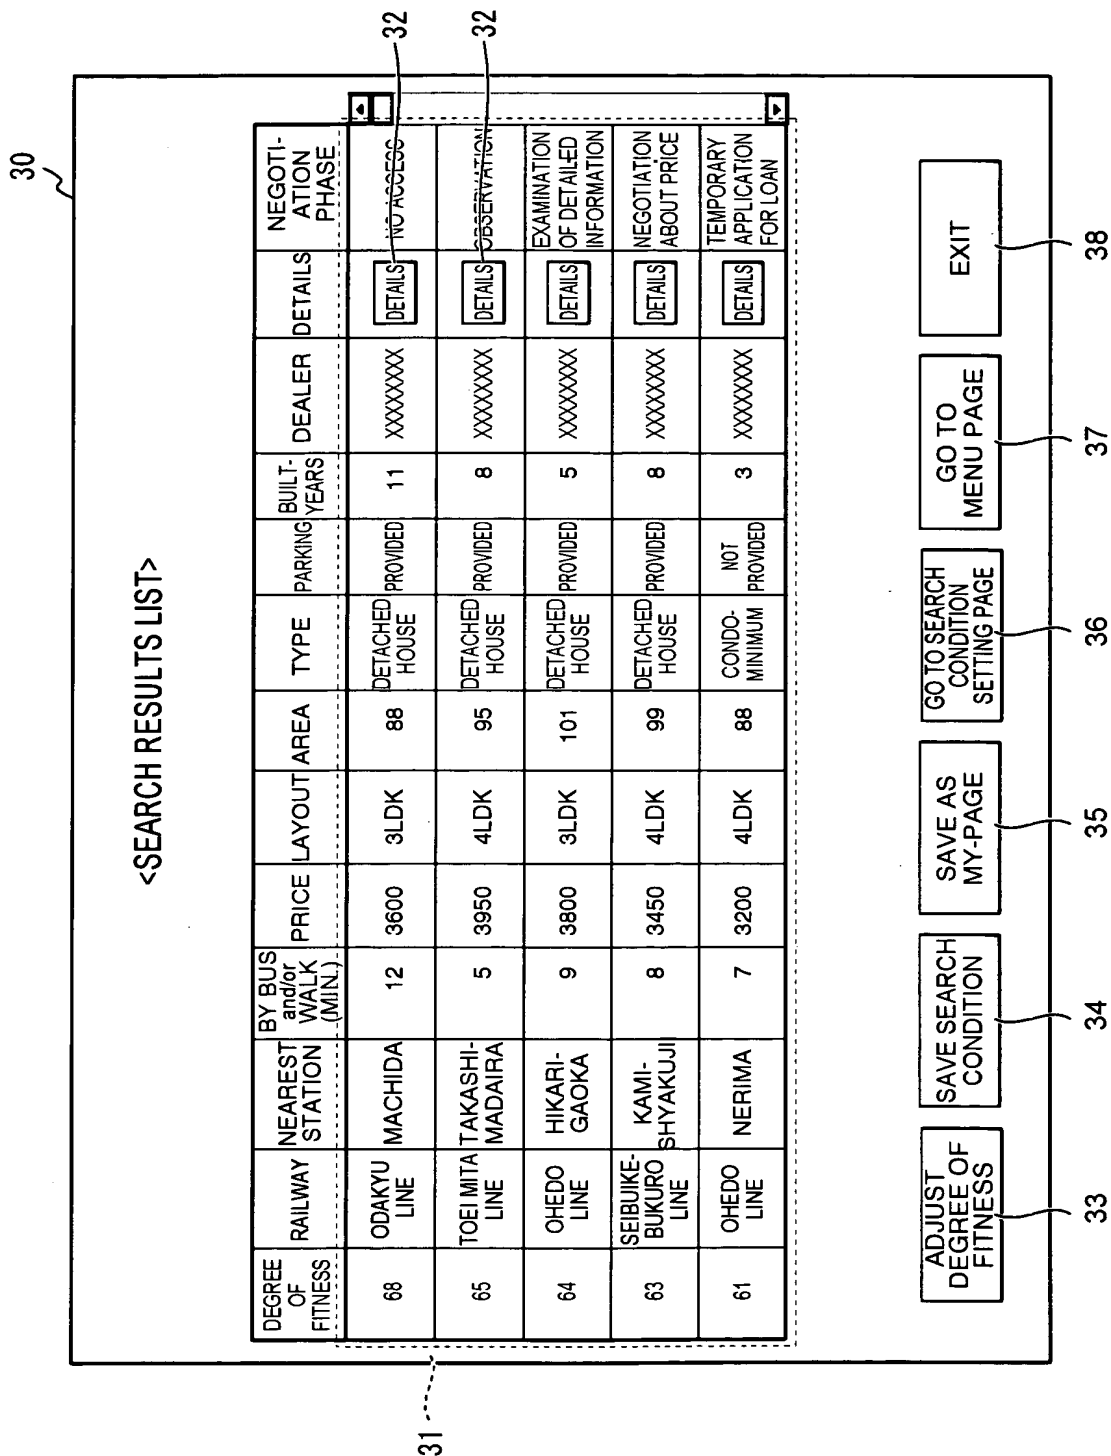 30
<SEARCH RESULTS LIST>
DEGREE
OF
FITNESS
RAILWAY
NEAREST
STATION
BY BUS
and/or
WALK
(MIN.)
PRICE
LAYOUT
AREA
TYPE
PARKING
BUILT-
YEARS
DEALER
DETAILS
NEGOTI-
ATION
PHASE
68
ODAKYU
LINE
MACHIDA
12
3600
3LDK
88
DETACHED
HOUSE
PROVIDED
11
XXXXXXXX
DETAILS
NO ACCESS
65
TOEI MITA
LINE
TAKASHI-
MADAIRA
5
3950
4LDK
95
DETACHED
HOUSE
PROVIDED
8
XXXXXXXX
DETAILS
OBSERVATION
64
OHEDO
LINE
HIKARI-
GAOKA
9
3800
3LDK
101
DETACHED
HOUSE
PROVIDED
5
XXXXXXXX
DETAILS
EXAMINATION
OF DETAILED
INFORMATION
63
SEIBUIKE-
BUKURO
LINE
KAMI-
SHYAKUJII
8
3450
4LDK
99
DETACHED
HOUSE
PROVIDED
8
XXXXXXXX
DETAILS
NEGOTIATION
ABOUT PRICE
61
OHEDO
LINE
NERIMA
7
3200
4LDK
88
CONDO-
MINIMUM
NOT
PROVIDED
3
XXXXXXXX
DETAILS
TEMPORARY
APPLICATION
FOR LOAN
32
32
31
ADJUST
DEGREE OF
FITNESS
SAVE SEARCH
CONDITION
SAVE AS
MY-PAGE
GO TO SEARCH
CONDITION
SETTING PAGE
GO TO
MENU PAGE
EXIT
33
34
35
36
37
38